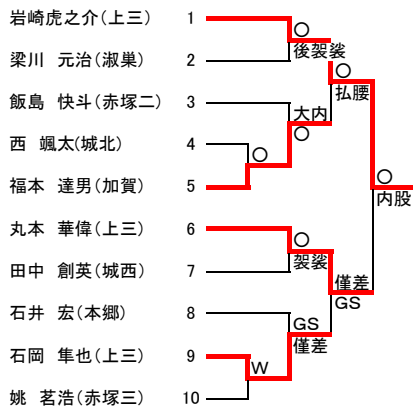 岩崎虎之介(上三) 1
○
後袈裟
梁川 元治(淑巣) 2
○
払腰
飯島 快斗(赤塚二) 3
大内
○
西 颯太(城北) 4
○
福本 達男(加賀) 5
○
内股
丸本 華偉(上三) 6
○
袈裟
田中 創英(城西) 7
僅差
GS
石井 宏(本郷) 8
GS
僅差
石岡 隼也(上三) 9
W
姚 茗浩(赤塚三) 10